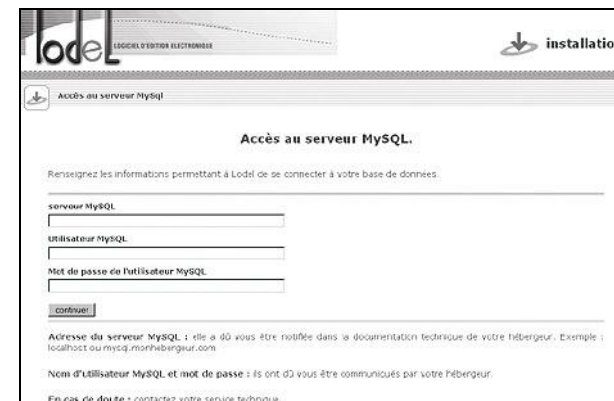 lodel
LOGICIEL D'EDITION ELECTRONIQUE
installatio
Accès au serveur MySql
Accès au serveur MySQL.
Renseignez les informations permettant à Lodel de se connecter à votre base de données.
serveur MySQL
Utilisateur MySQL
Mot de passe de l'utilisateur MySQL
continuer
Adresse du serveur MySQL : elle a dû vous être notifiée dans la documentation technique de votre hébergeur. Exemple :
localhost ou mysql.monhebergeur.com
Nom d'utilisateur MySQL et mot de passe : ils ont dû vous être communiqués par votre hébergeur.
En cas de doute : contactez votre service technique.